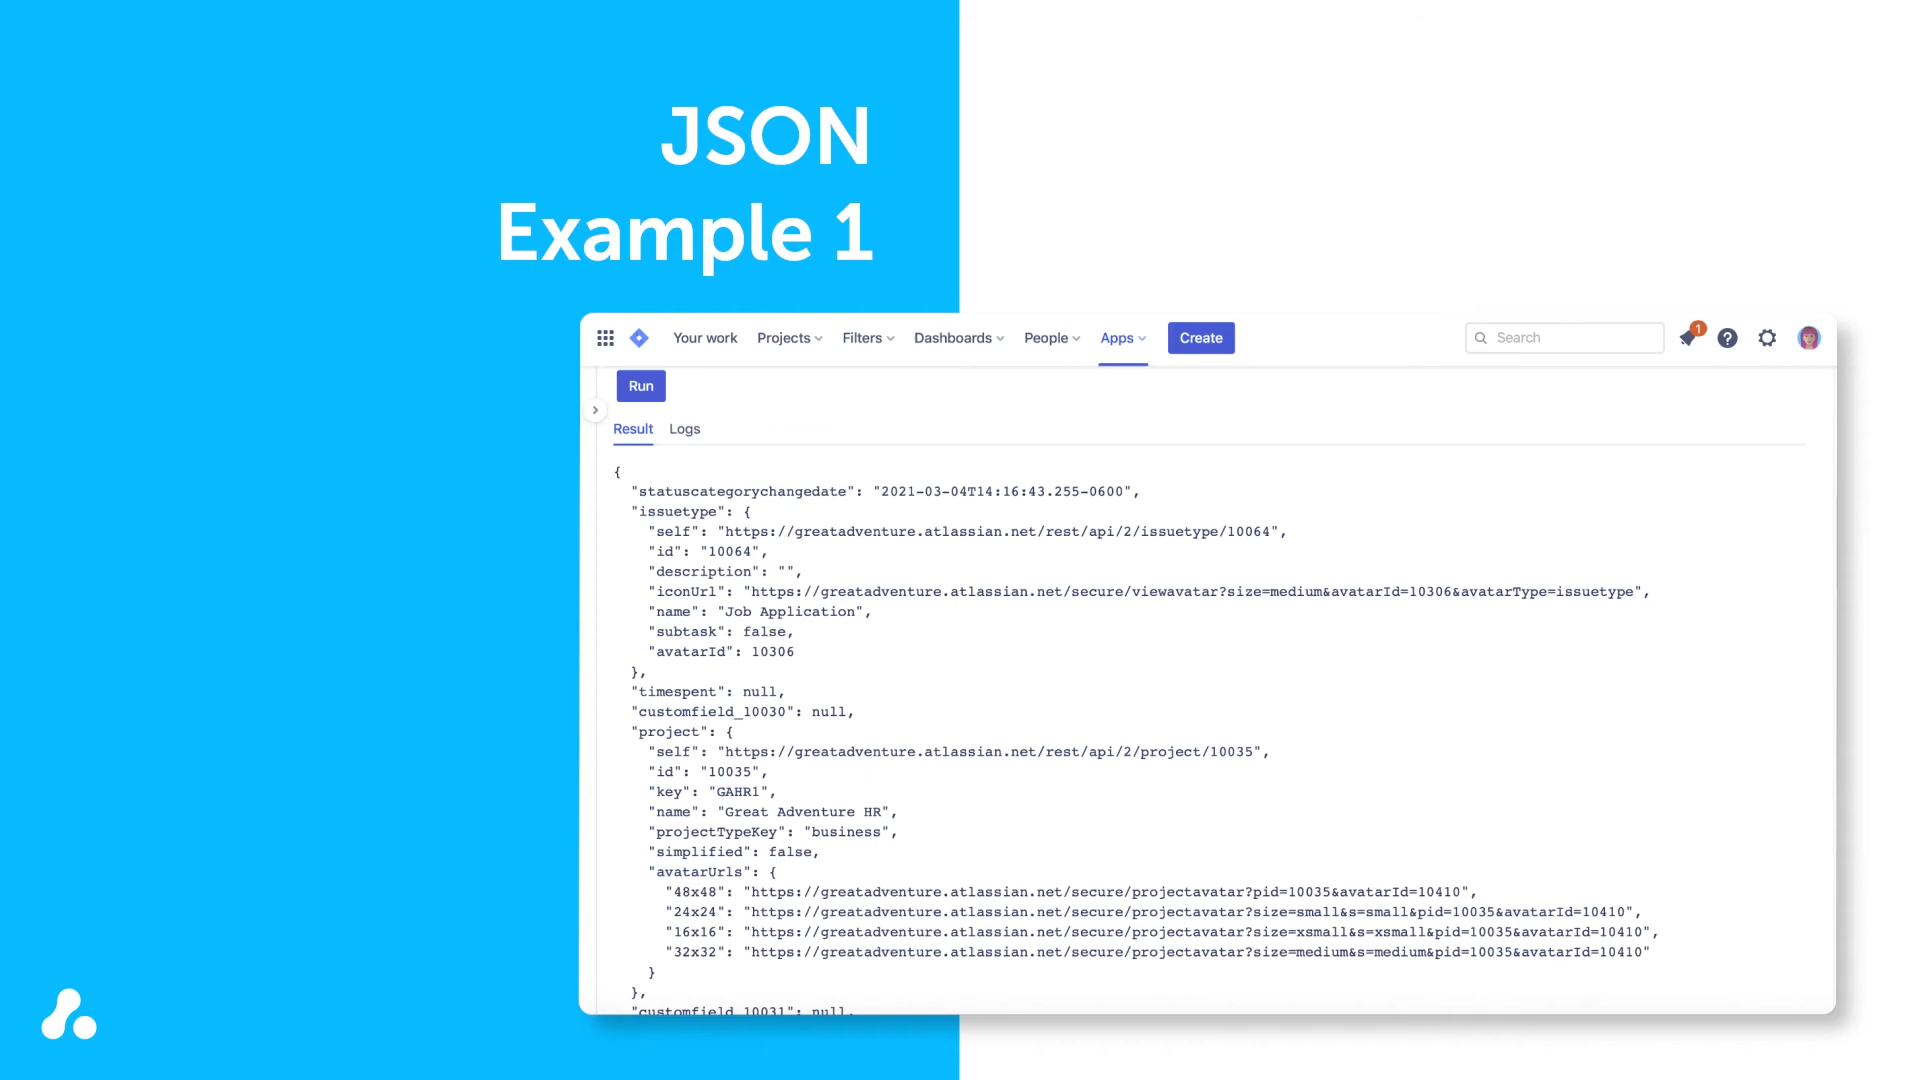 JSON
Example 1
Your work Projects Filters Dashboards People Apps Create Search 1
Run
Result Logs
{
"statuscategorychangedate": "2021-03-04T14:16:43.255-0600",
"issuetype": {
"self": "https://greatadventure.atlassian.net/rest/api/2/issuetype/10064",
"id": "10064",
"description": "",
"iconUrl": "https://greatadventure.atlassian.net/secure/viewavatar?size=medium&avatarId=10306&avatarType=issuetype",
"name": "Job Application",
"subtask": false,
"avatarId": 10306
},
"timespent": null,
"customfield_10030": null,
"project": {
"self": "https://greatadventure.atlassian.net/rest/api/2/project/10035",
"id": "10035",
"key": "GAHR1",
"name": "Great Adventure HR",
"projectTypeKey": "business",
"simplified": false,
"avatarUrls": {
"48x48": "https://greatadventure.atlassian.net/secure/projectavatar?pid=10035&avatarId=10410",
"24x24": "https://greatadventure.atlassian.net/secure/projectavatar?size=small&s=small&pid=10035&avatarId=10410",
"16x16": "https://greatadventure.atlassian.net/secure/projectavatar?size=xsmall&s=xsmall&pid=10035&avatarId=10410",
"32x32": "https://greatadventure.atlassian.net/secure/projectavatar?size=medium&s=medium&pid=10035&avatarId=10410"
}
},
"customfield_10031": null,